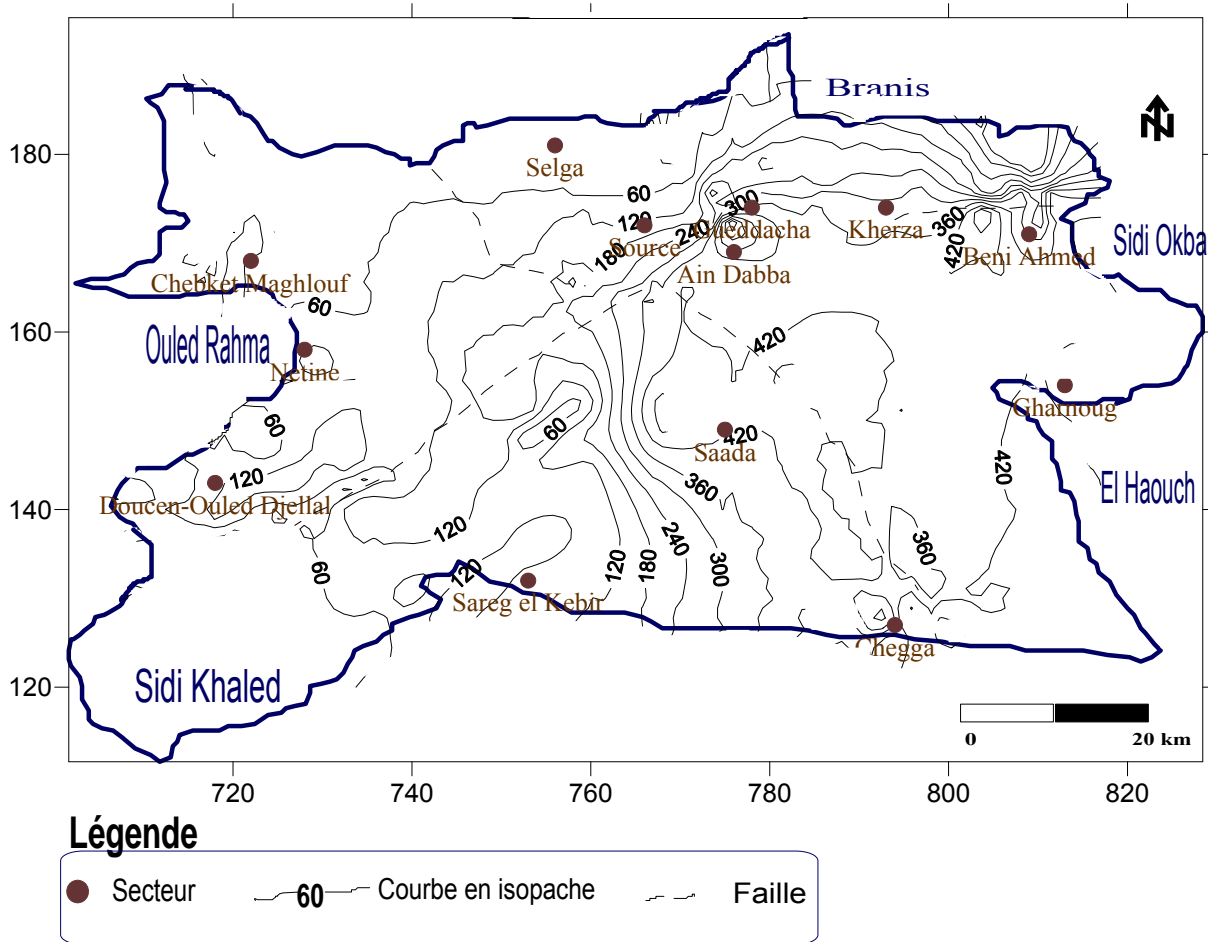 Branis
N
180
Selga
60
120
300
Source
240
Gueddacha
Kherza
360
Beni Ahmed
Sidi Okba
180
Ain Dabba
420
Chebket Maghlouf
60
160
Ouled Rahma
Netine
420
Gharnoug
60
60
420
Saada
120
360
420
El Haouch
Doucen-Ouled Djellal
140
120
240
360
60
120
120
180
300
Sareg el Kebir
Chegga
120
Sidi Khaled
0 20 km
720 740 760 780 800 820
Légende
Secteur
60 Courbe en isopache
Faille